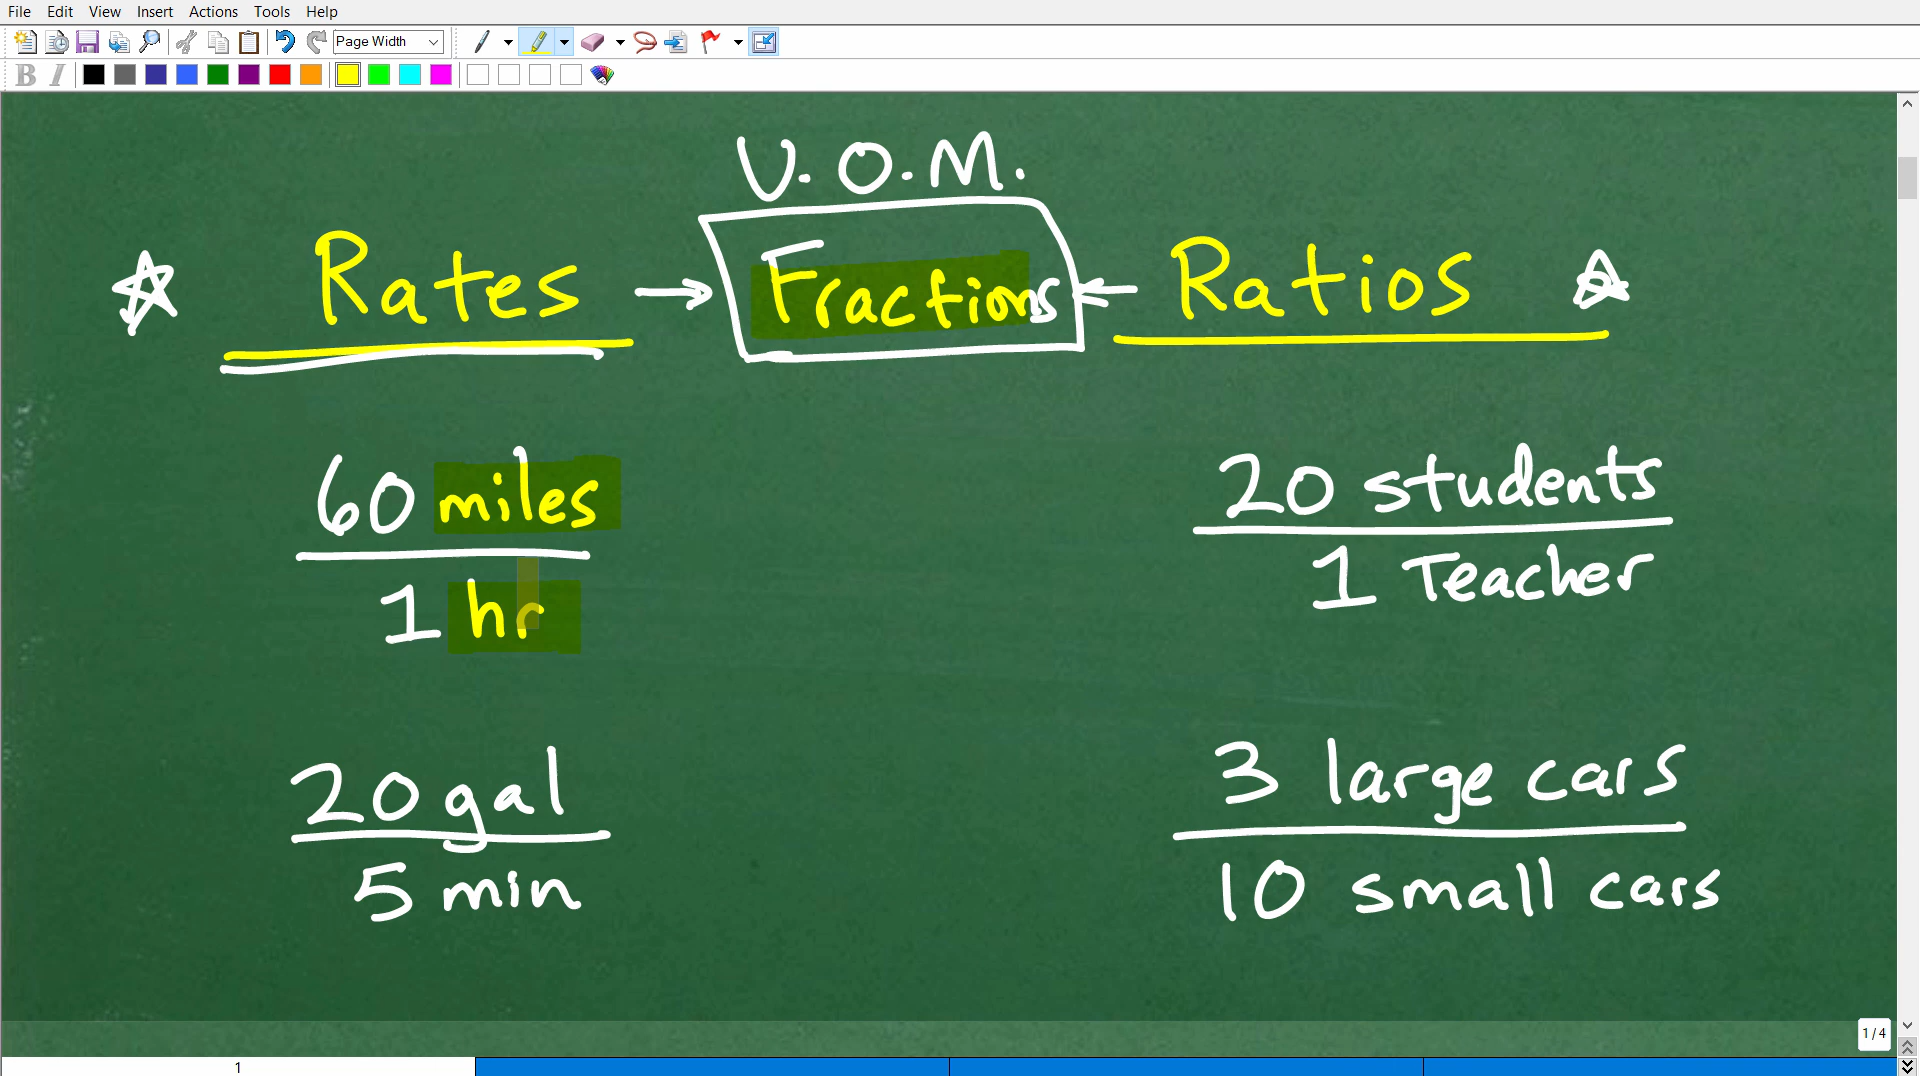 File Edit View Insert Actions Tools Help
Page Width
B I
U.O.M.
Rates → Fractions ← Ratios
60 miles
1 hr
20 students
1 Teacher
20 gal
5 min
3 large cars
10 small cars
1 / 4
1